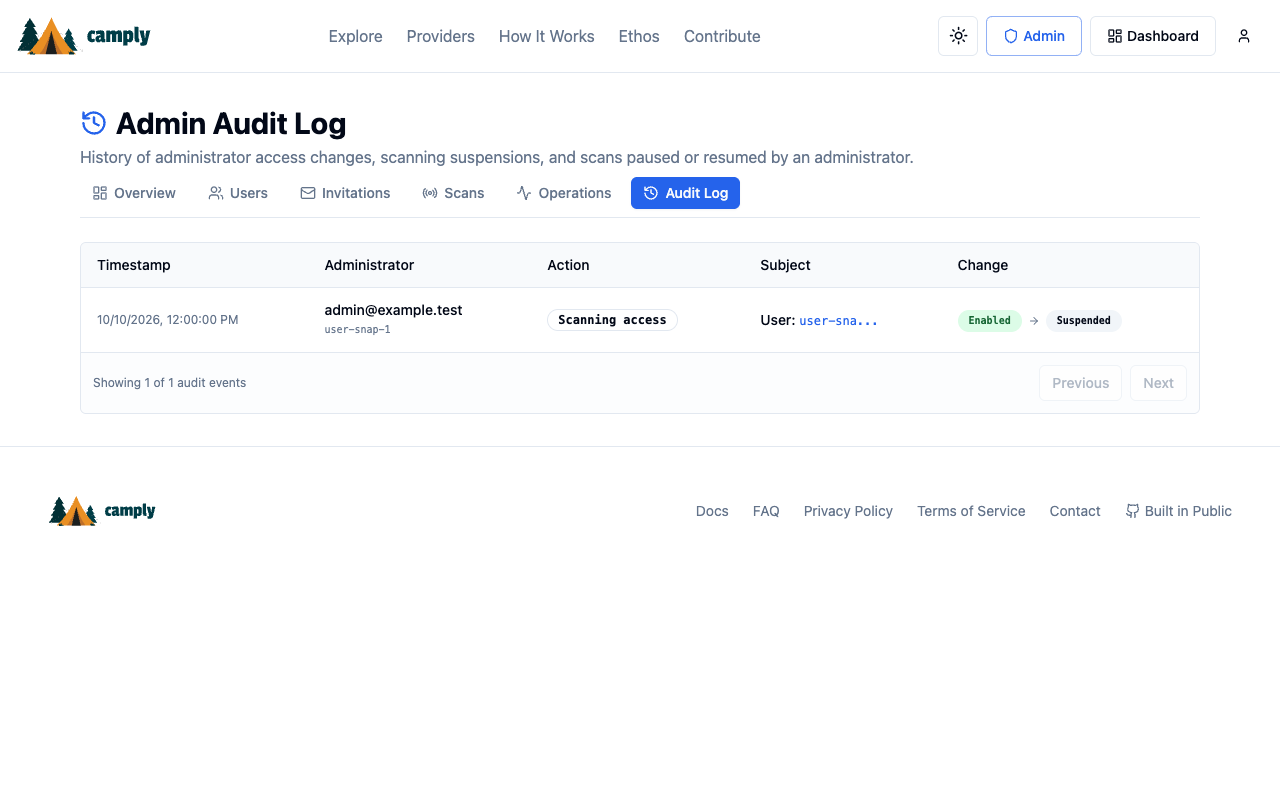 camply
Explore
Providers
How It Works
Ethos
Contribute
Admin
Dashboard
Admin Audit Log
History of administrator access changes, scanning suspensions, and scans paused or resumed by an administrator.
Overview
Users
Invitations
Scans
Operations
Audit Log
Timestamp
Administrator
Action
Subject
Change
10/10/2026, 12:00:00 PM
admin@example.test
user-snap-1
Scanning access
User: user-sna...
Enabled → Suspended
Showing 1 of 1 audit events
Previous
Next
camply
Docs
FAQ
Privacy Policy
Terms of Service
Contact
Built in Public